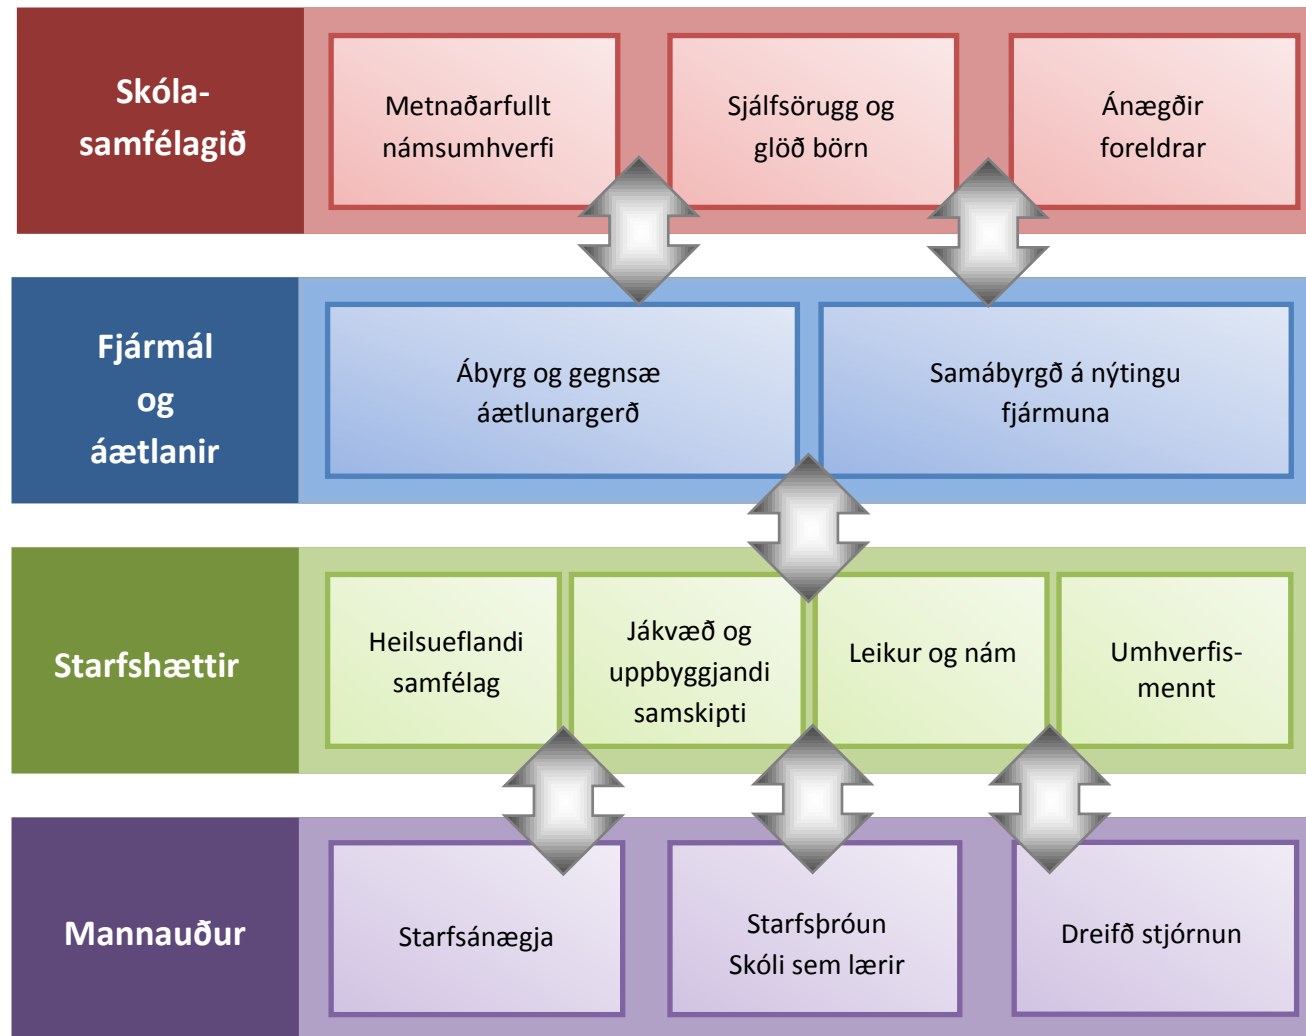 Skóla-
samfélagið
Metnaðarfullt
námsumhverfi
Sjálfsörugg og
glöð börn
Ánægðir
foreldrar
Fjármál
og
áætlanir
Ábyrg og gegnsæ
áætlunargerð
Samábyrgð á nýtingu
fjármuna
Starfshættir
Heilsueflandi
samfélag
Jákvæð og
uppbyggjandi
samskipti
Leikur og nám
Umhverfis-
mennt
Mannauður
Starfsánægja
Starfsþróun
Skóli sem lærir
Dreifð stjórnun